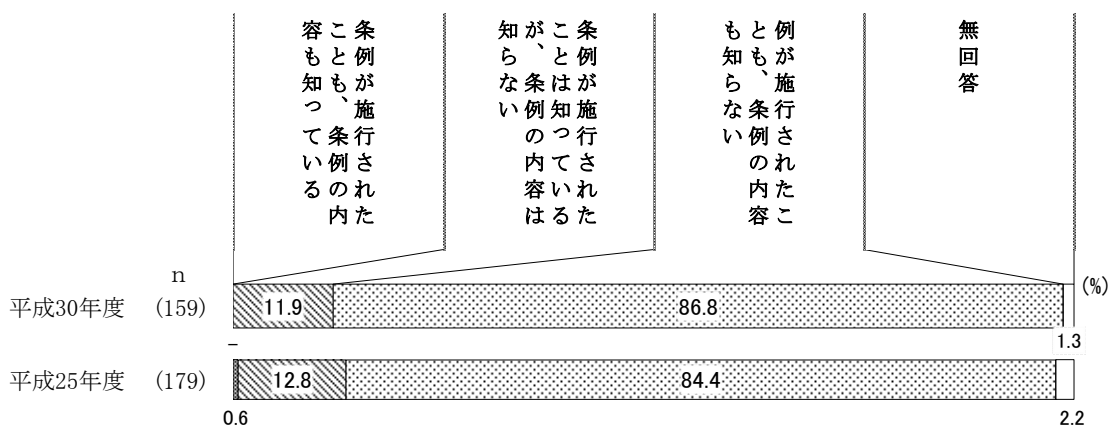 条例が施行された
ことも、条例の内
容も知っている
条例が施行された
ことは知っている
が、条例の内容は
知らない
例が施行されたこ
とも、条例の内容
も知らない
無回答
n
(%)
平成30年度 (159) 11.9 86.8
– 1.3
平成25年度 (179) 12.8 84.4
0.6 2.2